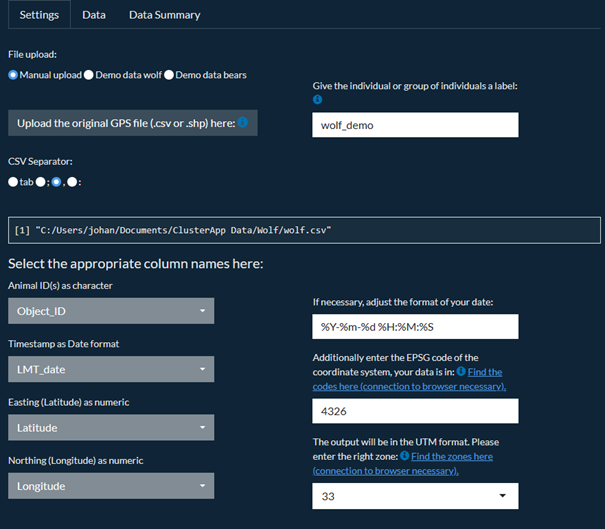 Settings Data Data Summary
File upload:
Manual upload Demo data wolf Demo data bears
Give the individual or group of individuals a label:
Upload the original GPS file (.csv or .shp) here:
wolf_demo
CSV Separator:
tab ; , :
[1] "C:/Users/johan/Documents/ClusterApp Data/Wolf/wolf.csv"
Select the appropriate column names here:
Animal ID(s) as character
Object_ID
Timestamp as Date format
LMT_date
Easting (Latitude) as numeric
Latitude
Northing (Longitude) as numeric
Longitude
If necessary, adjust the format of your date:
%Y-%m-%d %H:%M:%S
Additionally enter the EPSG code of the
coordinate system, your data is in: Find the
codes here (connection to browser necessary).
4326
The output will be in the UTM format. Please
enter the right zone: Find the zones here
(connection to browser necessary).
33